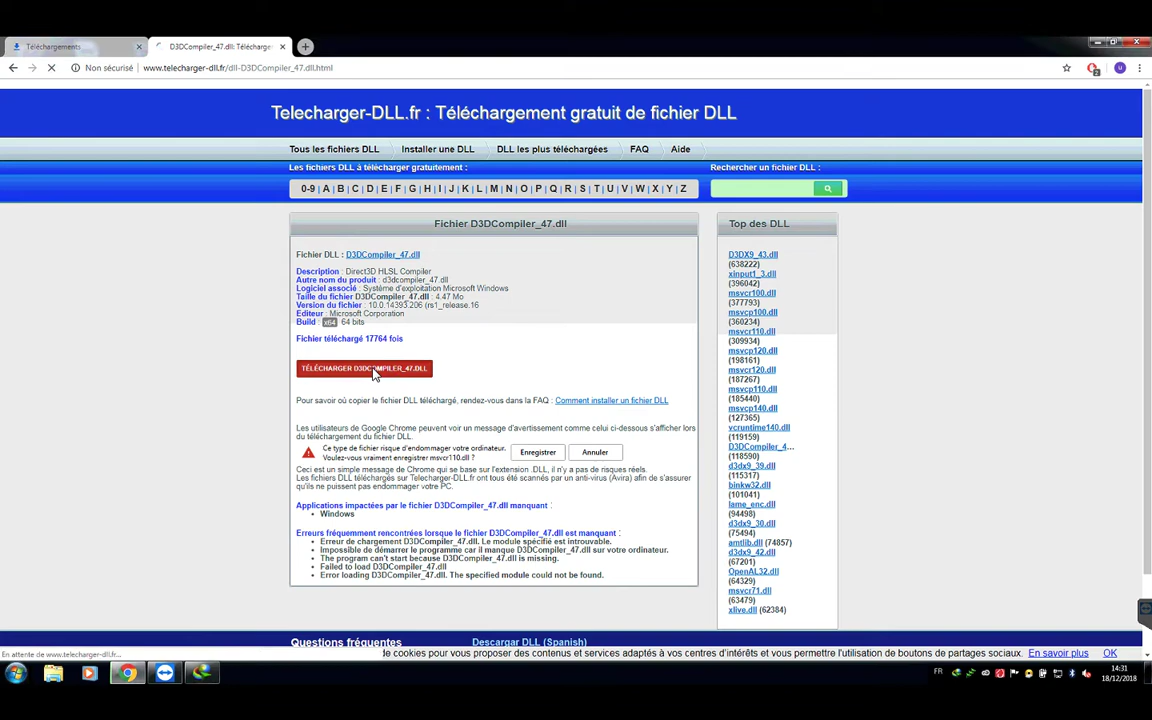 Téléchargements
D3DCompiler_47.dll: Télécharge
Non sécurisé
www.telecharger-dll.fr/dll-D3DCompiler_47.dll.html
U
2
Telecharger-DLL.fr : Téléchargement gratuit de fichier DLL
Tous les fichiers DLL
Installer une DLL
DLL les plus téléchargées
FAQ
Aide
Les fichiers DLL à télécharger gratuitement :
Rechercher un fichier DLL :
0-9 | A | B | C | D | E | F | G | H | I | J | K | L | M | N | O | P | Q | R | S | T | U | V | W | X | Y | Z
Fichier D3DCompiler_47.dll
Fichier DLL : D3DCompiler_47.dll
Description : Direct3D HLSL Compiler
Autre nom du produit : d3dcompiler_47.dll
Logiciel associé : Système d'exploitation Microsoft Windows
Taille du fichier D3DCompiler_47.dll : 4.47 Mo
Version du fichier : 10.0.14393.206 (rs1_release.16
Editeur : Microsoft Corporation
Build : x64 64 bits
Fichier téléchargé 17764 fois
TÉLÉCHARGER D3DCOMPILER_47.DLL
Pour savoir où copier le fichier DLL téléchargé, rendez-vous dans la FAQ : Comment installer un fichier DLL
Les utilisateurs de Google Chrome peuvent voir un message d'avertissement comme celui ci-dessous s'afficher lors
du téléchargement du fichier DLL.
Ce type de fichier risque d'endommager votre ordinateur.
Voulez-vous vraiment enregistrer msvcr110.dll ?
Enregistrer
Annuler
Ceci est un simple message de Chrome qui se base sur l'extension .DLL, il n'y a pas de risques réels.
Les fichiers DLL téléchargés sur Telecharger-DLL.fr ont tous été scannés par un anti-virus (Avira) afin de s'assurer
qu'ils ne puissent pas endommager votre PC.
Applications impactées par le fichier D3DCompiler_47.dll manquant :
• Windows
Erreurs fréquemment rencontrées lorsque le fichier D3DCompiler_47.dll est manquant :
• Erreur de chargement D3DCompiler_47.dll. Le module spécifié est introuvable.
• Impossible de démarrer le programme car il manque D3DCompiler_47.dll sur votre ordinateur.
• The program can't start because D3DCompiler_47.dll is missing.
• Failed to load D3DCompiler_47.dll
• Error loading D3DCompiler_47.dll. The specified module could not be found.
Top des DLL
D3DX9_43.dll
(638222)
xinput1_3.dll
(396042)
msvcr100.dll
(377793)
msvcp100.dll
(360234)
msvcr110.dll
(309934)
msvcp120.dll
(198161)
msvcr120.dll
(187267)
msvcp110.dll
(185440)
msvcp140.dll
(127365)
vcruntime140.dll
(119159)
D3DCompiler_4...
(118590)
d3dx9_39.dll
(115317)
binkw32.dll
(101041)
lame_enc.dll
(94498)
d3dx9_30.dll
(75494)
amtlib.dll (74857)
d3dx9_42.dll
(67201)
OpenAL32.dll
(64329)
msvcr71.dll
(63479)
xlive.dll (62384)
Questions fréquentes
Descargar DLL (Spanish)
En attente de www.telecharger-dll.fr...
de cookies pour vous proposer des contenus et services adaptés à vos centres d'intérêts et vous permettre l'utilisation de boutons de partages sociaux. En savoir plus OK
FR
14:31
18/12/2018